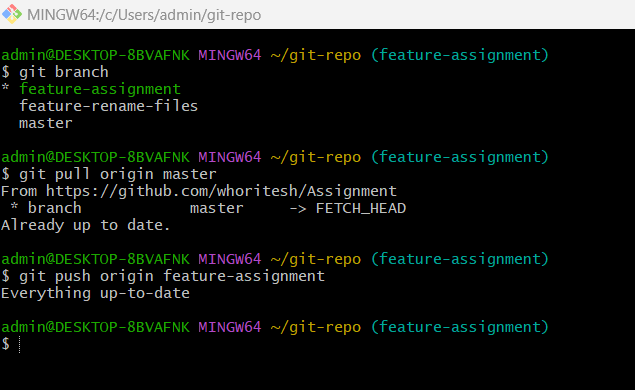 MINGW64:/c/Users/admin/git-repo
admin@DESKTOP-8BVAFNK MINGW64 ~/git-repo (feature-assignment)
$ git branch
* feature-assignment
  feature-rename-files
  master
admin@DESKTOP-8BVAFNK MINGW64 ~/git-repo (feature-assignment)
$ git pull origin master
From https://github.com/whoritesh/Assignment
 * branch            master     -> FETCH_HEAD
Already up to date.
admin@DESKTOP-8BVAFNK MINGW64 ~/git-repo (feature-assignment)
$ git push origin feature-assignment
Everything up-to-date
admin@DESKTOP-8BVAFNK MINGW64 ~/git-repo (feature-assignment)
$